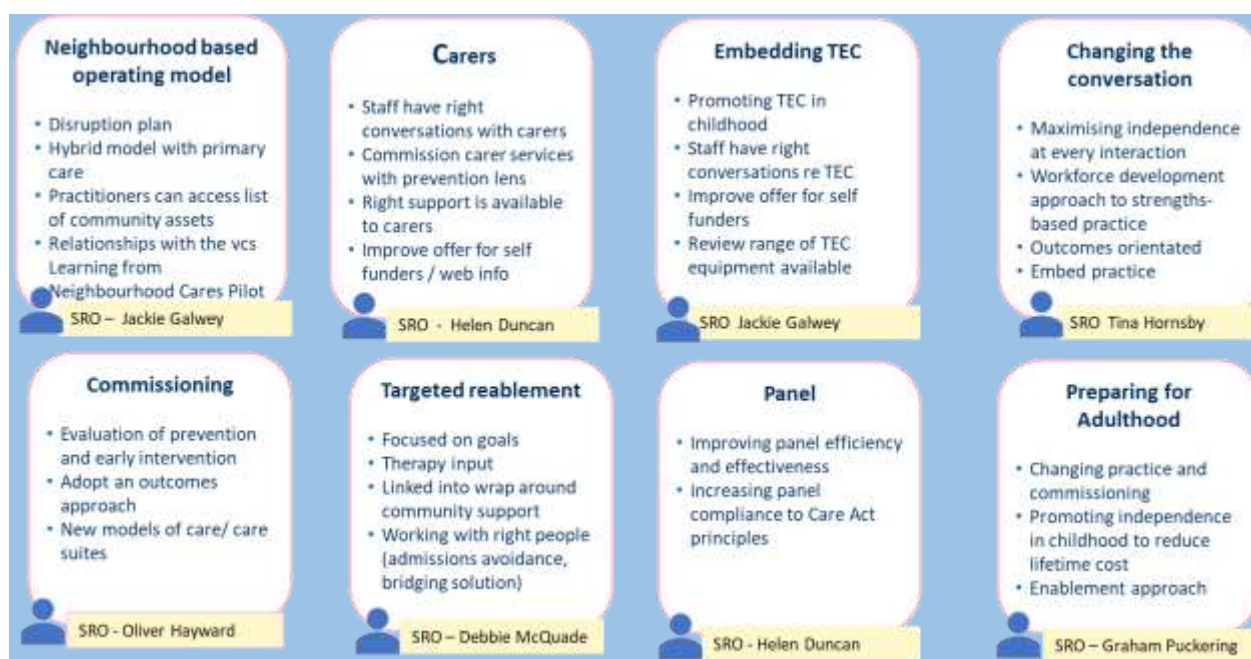 Neighbourhood based
operating model
• Disruption plan
• Hybrid model with primary
care
• Practitioners can access list
of community assets
• Relationships with the vcs
Learning from
Neighbourhood Cares Pilot
SRO – Jackie Galwey
Carers
• Staff have right
conversations with carers
• Commission carer services
with prevention lens
• Right support is available
to carers
• Improve offer for self
funders / web info
SRO - Helen Duncan
Embedding TEC
• Promoting TEC in
childhood
• Staff have right
conversations re TEC
• Improve offer for self
funders
• Review range of TEC
equipment available
SRO Jackie Galwey
Changing the
conversation
• Maximising independence
at every interaction
• Workforce development
approach to strengths-
based practice
• Outcomes orientated
• Embed practice
SRO Tina Hornsby
Commissioning
• Evaluation of prevention
and early intervention
• Adopt an outcomes
approach
• New models of care/ care
suites
SRO - Oliver Hayward
Targeted reablement
• Focused on goals
• Therapy input
• Linked into wrap around
community support
• Working with right people
(admissions avoidance,
bridging solution)
SRO – Debbie McQuade
Panel
• Improving panel efficiency
and effectiveness
• Increasing panel
compliance to Care Act
principles
SRO - Helen Duncan
Preparing for
Adulthood
• Changing practice and
commissioning
• Promoting independence
in childhood to reduce
lifetime cost
• Enablement approach
SRO – Graham Puckering